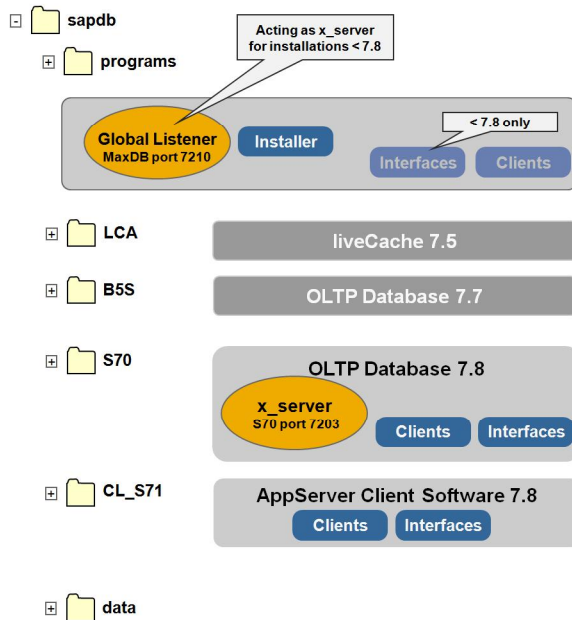 sapdb
Acting as x_server
for installations < 7.8
programs
Global Listener
MaxDB port 7210
Installer
< 7.8 only
Interfaces
Clients
LCA
liveCache 7.5
B5S
OLTP Database 7.7
S70
OLTP Database 7.8
x_server
S70 port 7203
Clients
Interfaces
CL_S71
AppServer Client Software 7.8
Clients
Interfaces
data